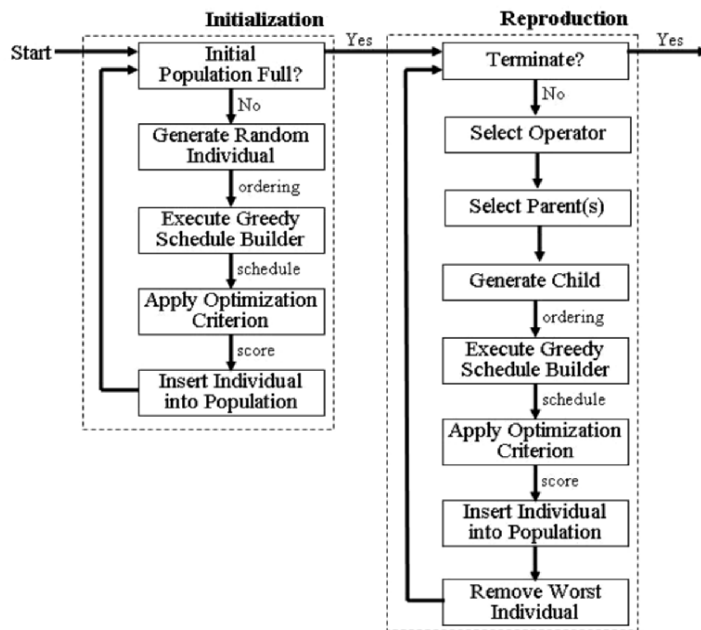 Initialization
Start
Initial
Population Full?
Yes
No
Generate Random
Individual
ordering
Execute Greedy
Schedule Builder
schedule
Apply Optimization
Criterion
score
Insert Individual
into Population
Reproduction
Terminate?
Yes
No
Select Operator
Select Parent(s)
Generate Child
ordering
Execute Greedy
Schedule Builder
schedule
Apply Optimization
Criterion
score
Insert Individual
into Population
Remove Worst
Individual